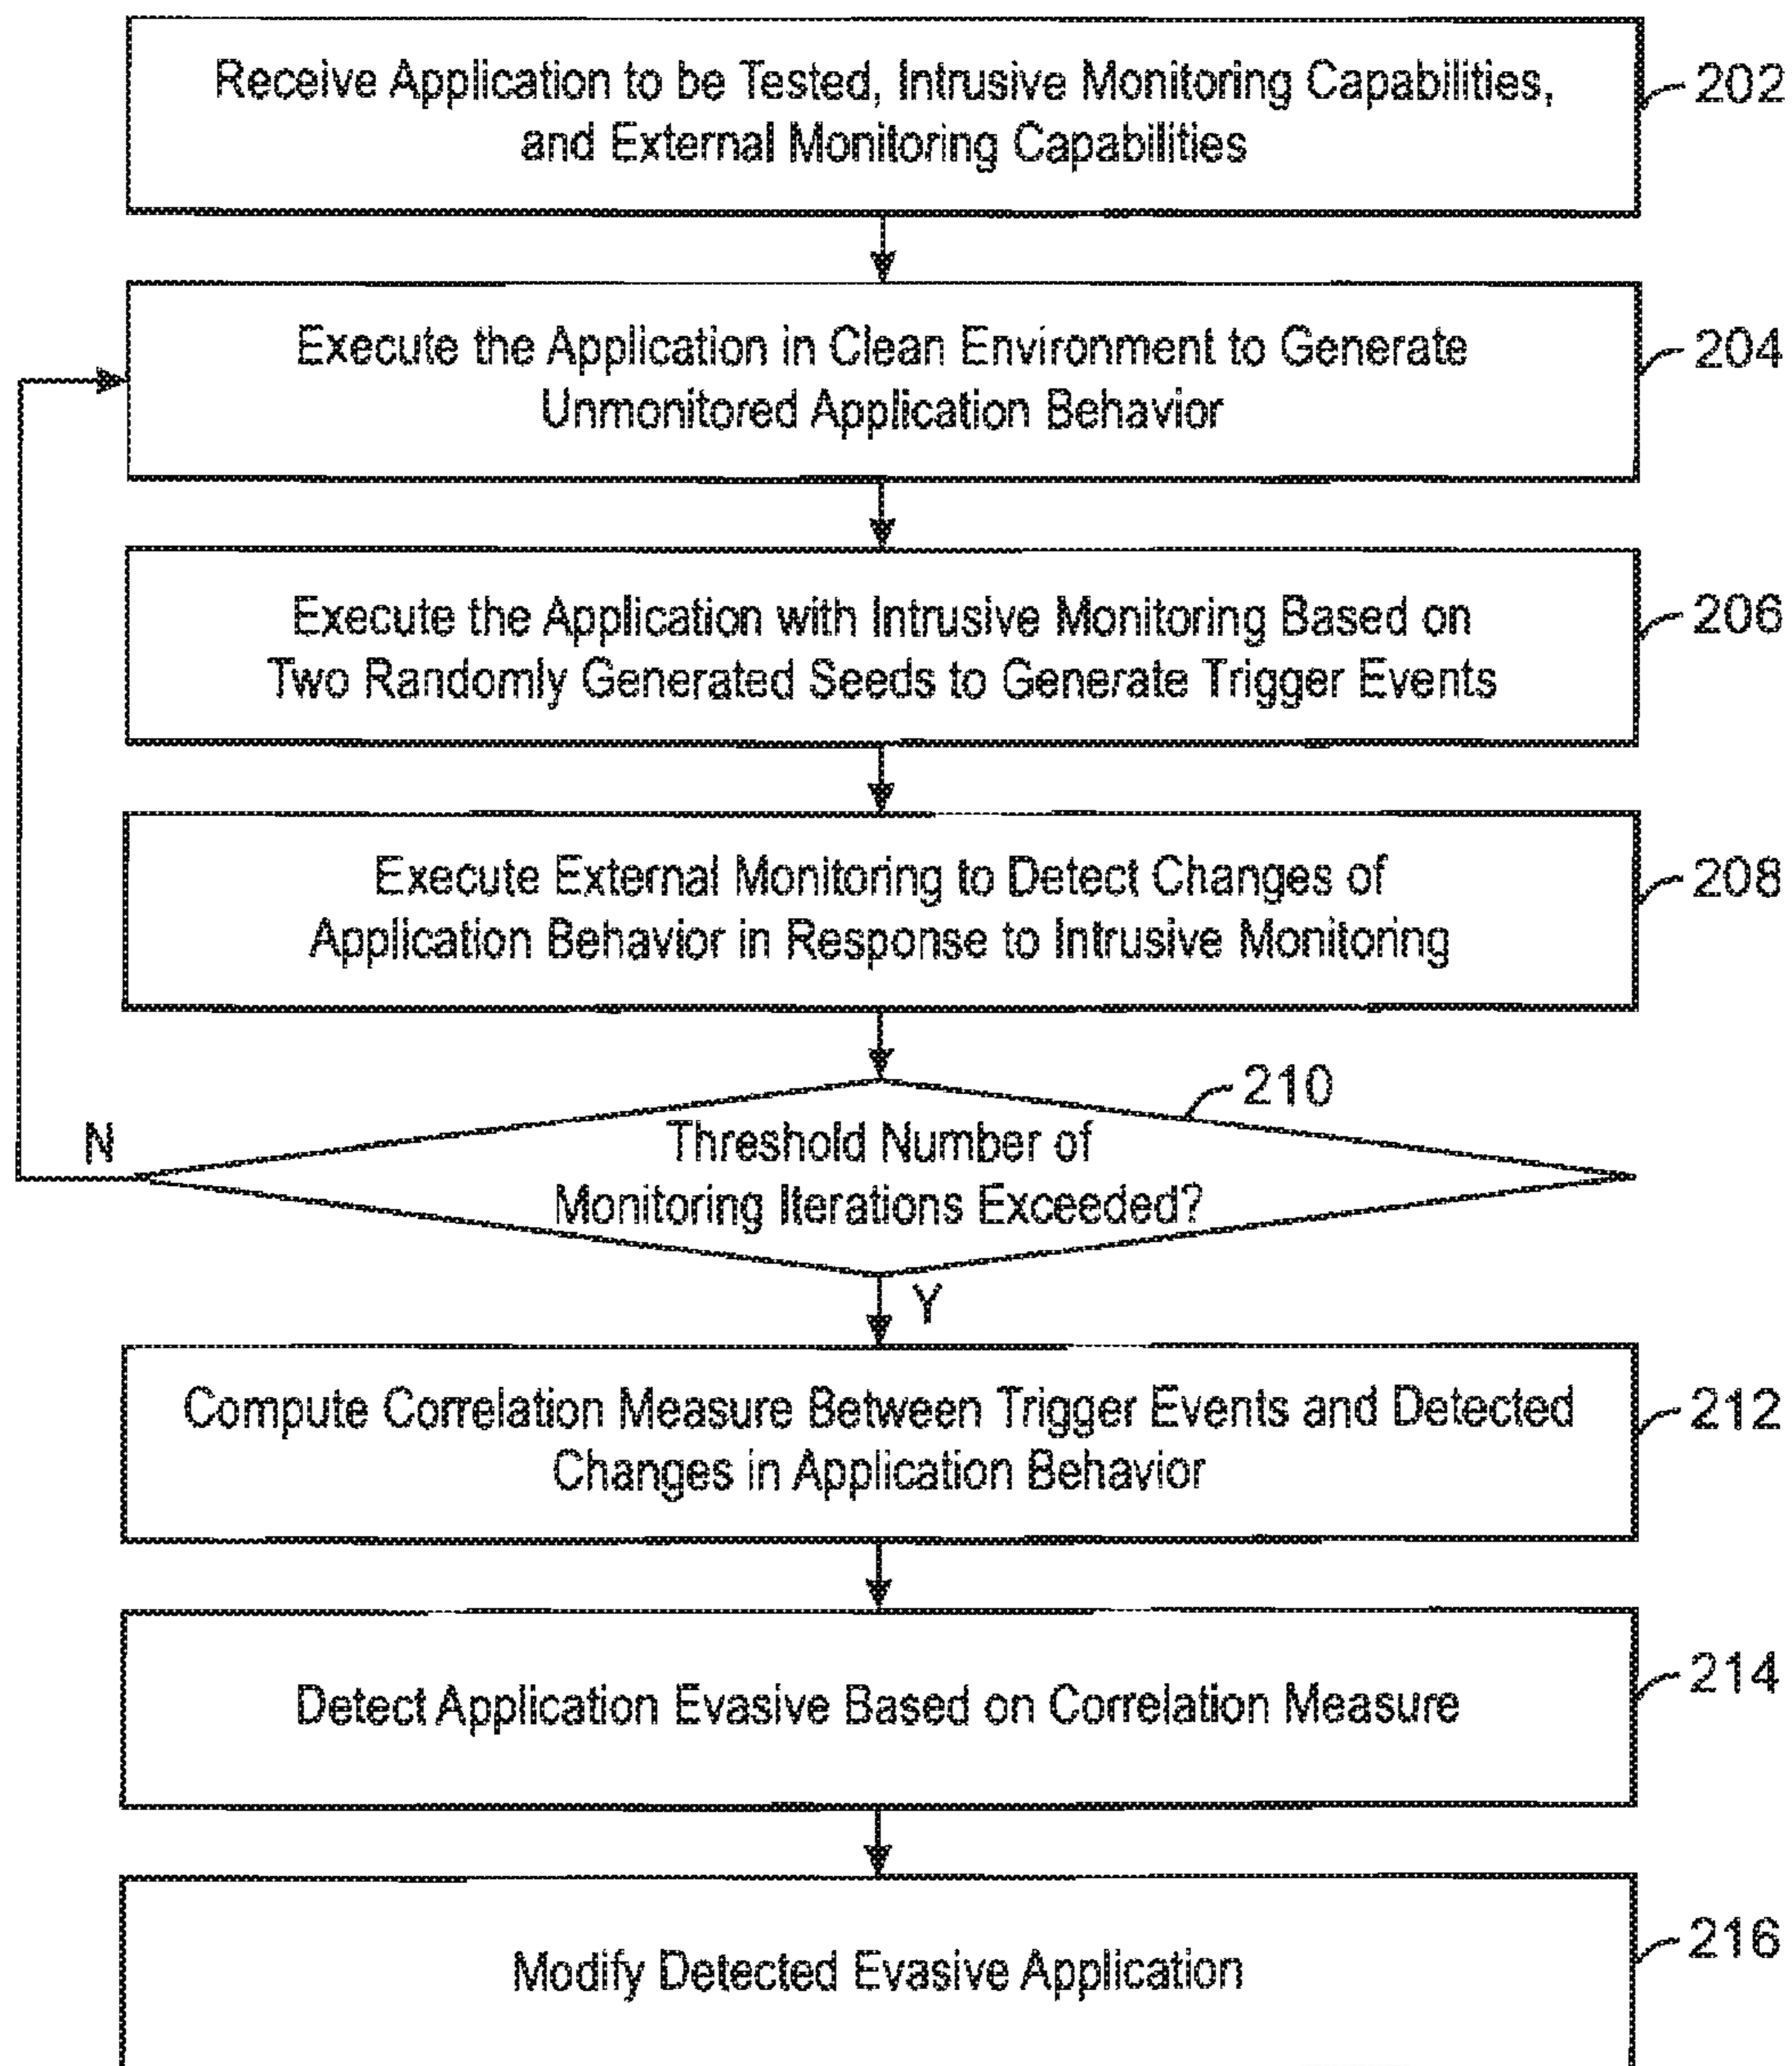 Receive Application to be Tested, Intrusive Monitoring Capabilities,
and External Monitoring Capabilities
202
Execute the Application in Clean Environment to Generate
Unmonitored Application Behavior
204
Execute the Application with Intrusive Monitoring Based on
Two Randomly Generated Seeds to Generate Trigger Events
206
Execute External Monitoring to Detect Changes of
Application Behavior in Response to Intrusive Monitoring
208
210
Threshold Number of
Monitoring Iterations Exceeded?
N
Y
Compute Correlation Measure Between Trigger Events and Detected
Changes in Application Behavior
212
Detect Application Evasive Based on Correlation Measure
214
Modify Detected Evasive Application
216